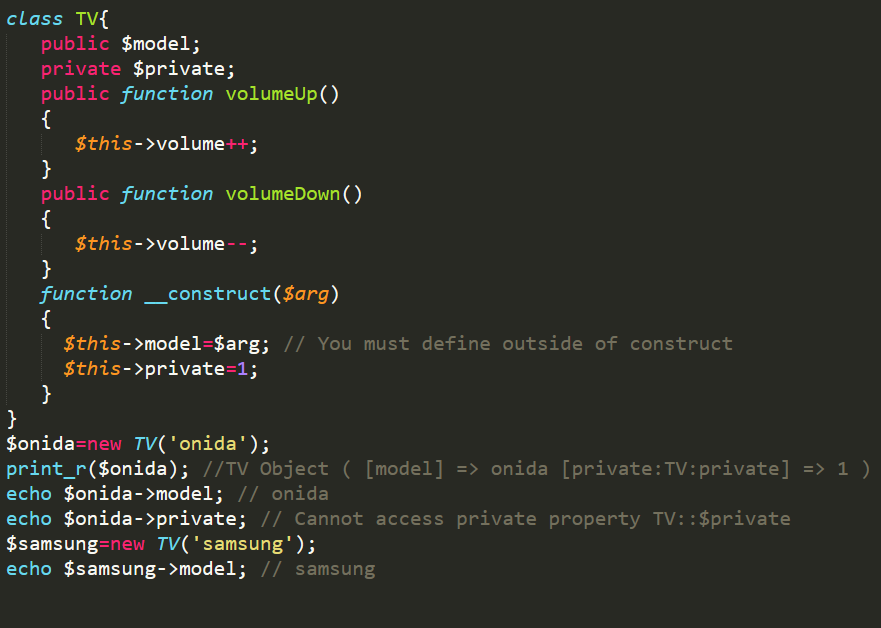 class TV{
public $model;
private $private;
public function volumeUp()
{
$this->volume++;
}
public function volumeDown()
{
$this->volume--;
}
function __construct($arg)
{
$this->model=$arg; // You must define outside of construct
$this->private=1;
}
}
$onida=new TV('onida');
print_r($onida); //TV Object ( [model] => onida [private:TV:private] => 1 )
echo $onida->model; // onida
echo $onida->private; // Cannot access private property TV::$private
$samsung=new TV('samsung');
echo $samsung->model; // samsung